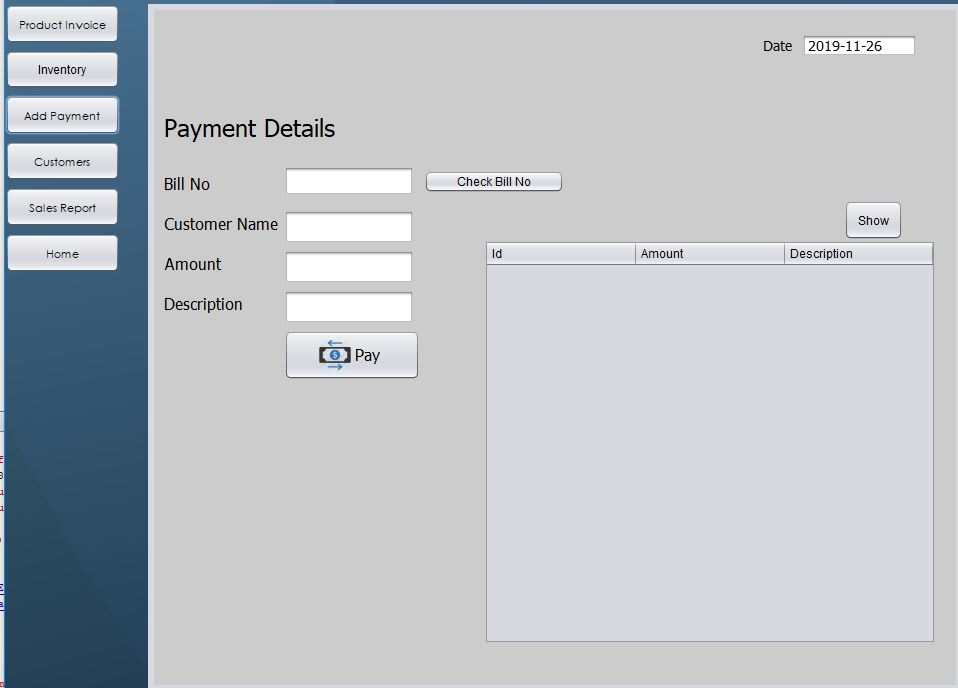 Product Invoice
Inventory
Add Payment
Customers
Sales Report
Home
Date 2019-11-26
Payment Details
Bill No
Check Bill No
Customer Name
Amount
Description
Pay
Show
Id Amount Description